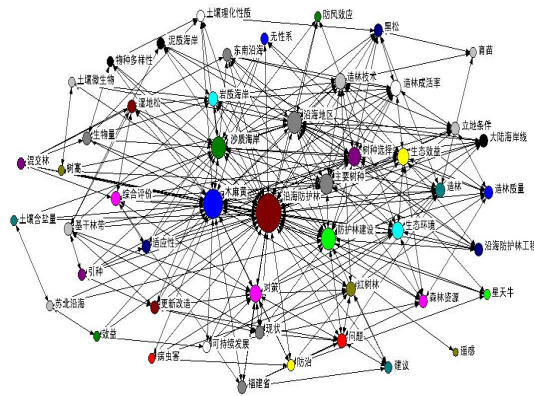 土壤理化性质
防风效应
黑松
泥质海岸
无性系
东南沿海
育苗
物种多样性
造林技术
造林成活率
土壤微生物
岩质海岸
湿地松
沿海地区
立地条件
生物量
沙质海岸
大陆海岸线
树种选择
生态效益
混交林
树高
主要树种
造林
造林质量
综合评价
木麻黄
沿海防护林
土壤含盐量
基干林带
适应性
防护林建设
生态环境
沿海防护林工程
引种
红树林
星天牛
苏北沿海
更新改造
森林资源
现状
效益
可持续发展
问题
遥感
病虫害
防治
建议
福建省